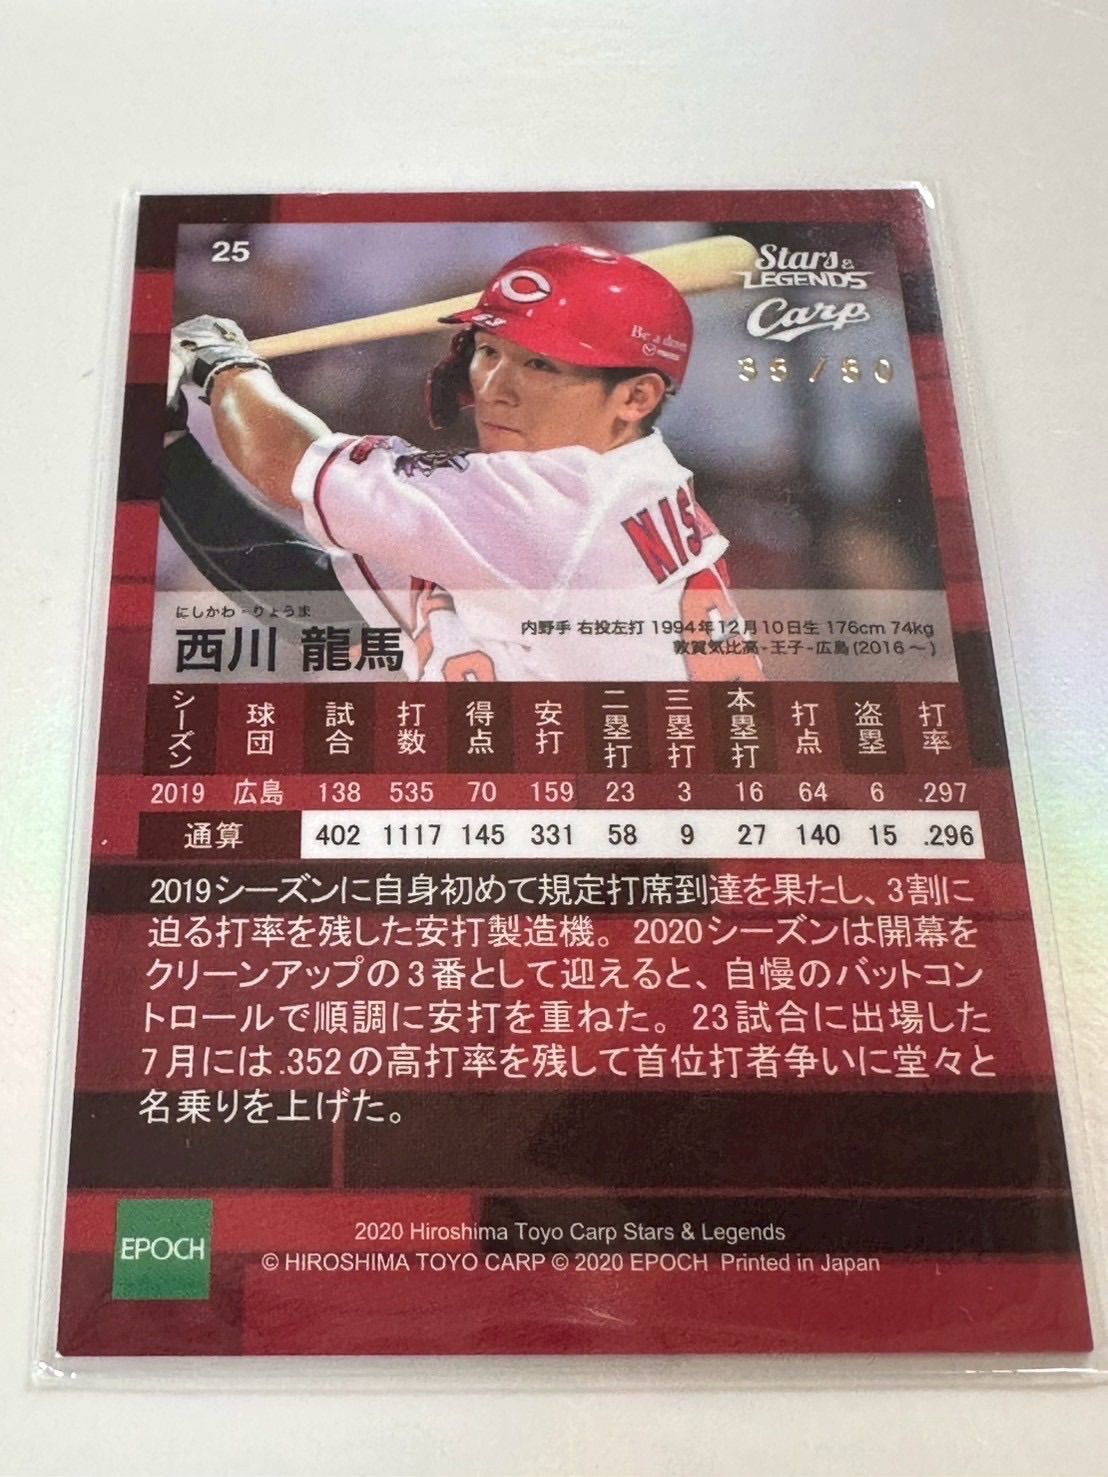 25
Stars &
LEGENDS
Carp
Be a d
NIS
にしかわ - りょうま
西川 龍馬
内野手 右投左打 1994年12月10日生 176cm 74kg
敦賀気比高-王子-広島(2016～)
シーズン 球団 試合 打数 得点 安打 二塁打 三塁打 本塁打 打点 盗塁 打率
2019 広島 138 535 70 159 23 3 16 64 6 .297
通算 402 1117 145 331 58 9 27 140 15 .296
2019シーズンに自身初めて規定打席到達を果たし、3割に
迫る打率を残した安打製造機。2020シーズンは開幕を
クリーンアップの3番として迎えると、自慢のバットコン
トロールで順調に安打を重ねた。23試合に出場した
7月には.352の高打率を残して首位打者争いに堂々と
名乗りを上げた。
EPOCH
2020 Hiroshima Toyo Carp Stars & Legends
© HIROSHIMA TOYO CARP © 2020 EPOCH Printed in Japan